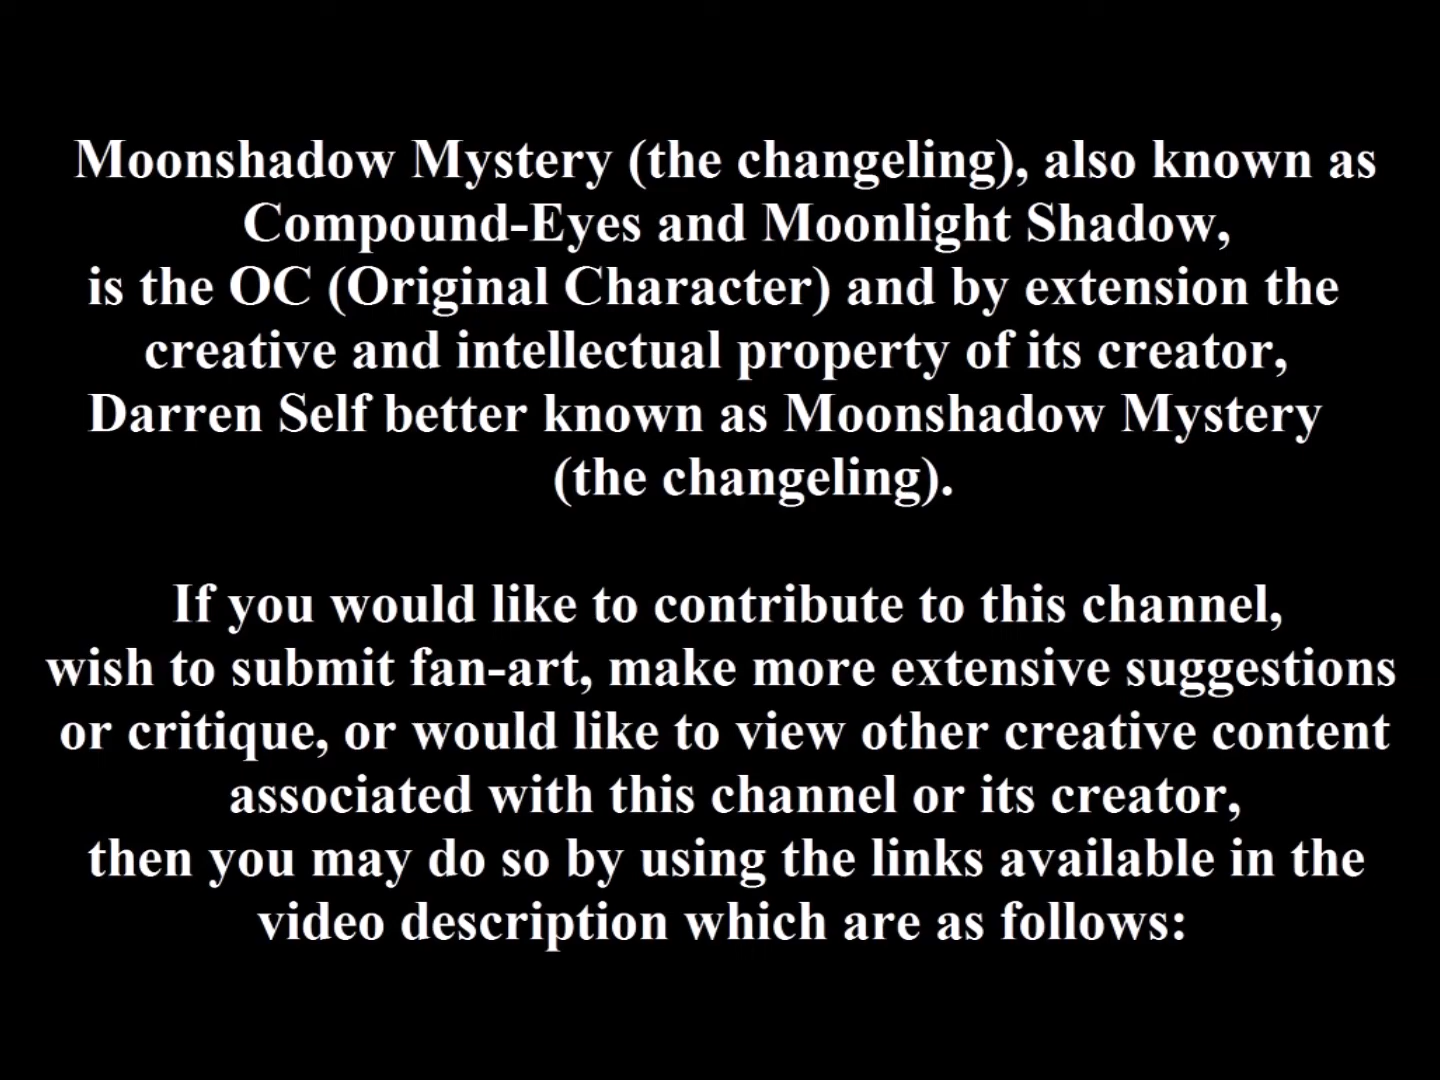 Moonshadow Mystery (the changeling), also known as
Compound-Eyes and Moonlight Shadow,
is the OC (Original Character) and by extension the
creative and intellectual property of its creator,
Darren Self better known as Moonshadow Mystery
(the changeling).
If you would like to contribute to this channel,
wish to submit fan-art, make more extensive suggestions
or critique, or would like to view other creative content
associated with this channel or its creator,
then you may do so by using the links available in the
video description which are as follows: